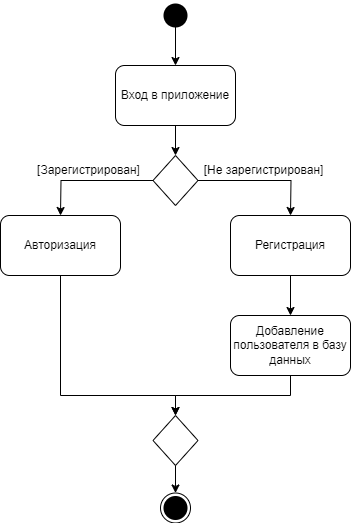 Вход в приложение
[Зарегистрирован]
[Не зарегистрирован]
Авторизация
Регистрация
Добавление
пользователя в базу
данных